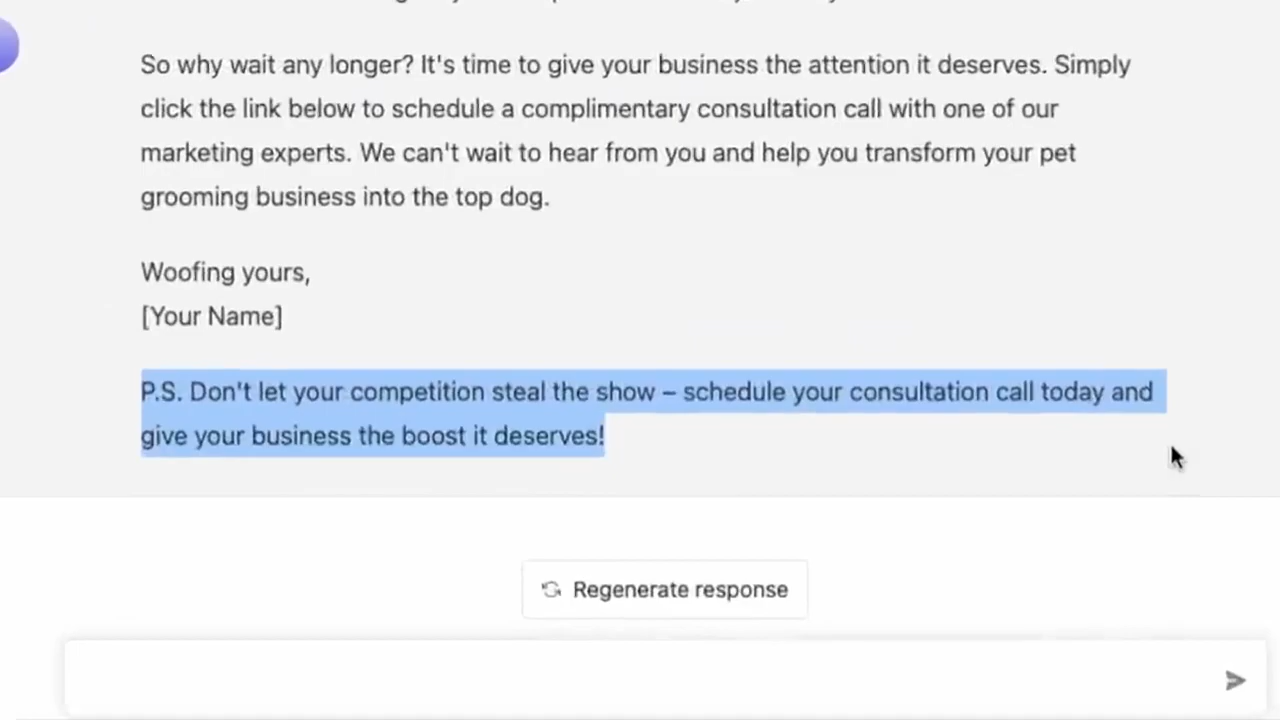 So why wait any longer? It's time to give your business the attention it deserves. Simply
click the link below to schedule a complimentary consultation call with one of our
marketing experts. We can't wait to hear from you and help you transform your pet
grooming business into the top dog.
Woofing yours,
[Your Name]
P.S. Don't let your competition steal the show – schedule your consultation call today and
give your business the boost it deserves!
Regenerate response